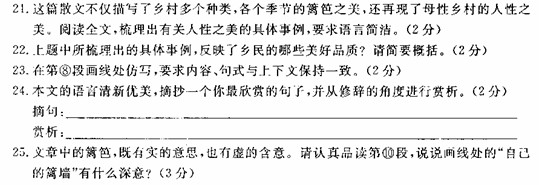 21. 这篇散文不仅描写了乡村多个种类,各个季节的篱笆之美,还再现了母性乡村的人性之
美。阅读全文,梳理出有关人性之美的具体事例,要求语言简洁。(2分)
22. 上题中所梳理出的具体事例,反映了乡民的哪些美好品质?请简要概括。(2分)
23. 在第⑧段画线处仿写,要求内容、句式与上下文保持一致。(2分)
24. 本文的语言清新优美,摘抄一个你最欣赏的句子,并从修辞的角度进行赏析。(2分)
摘句:
赏析:
25. 文章中的篱笆,既有实的意思,也有虚的含意。请认真品读第⑩段,说说画线处的“自己
的篱墙”有什么深意?(3分)